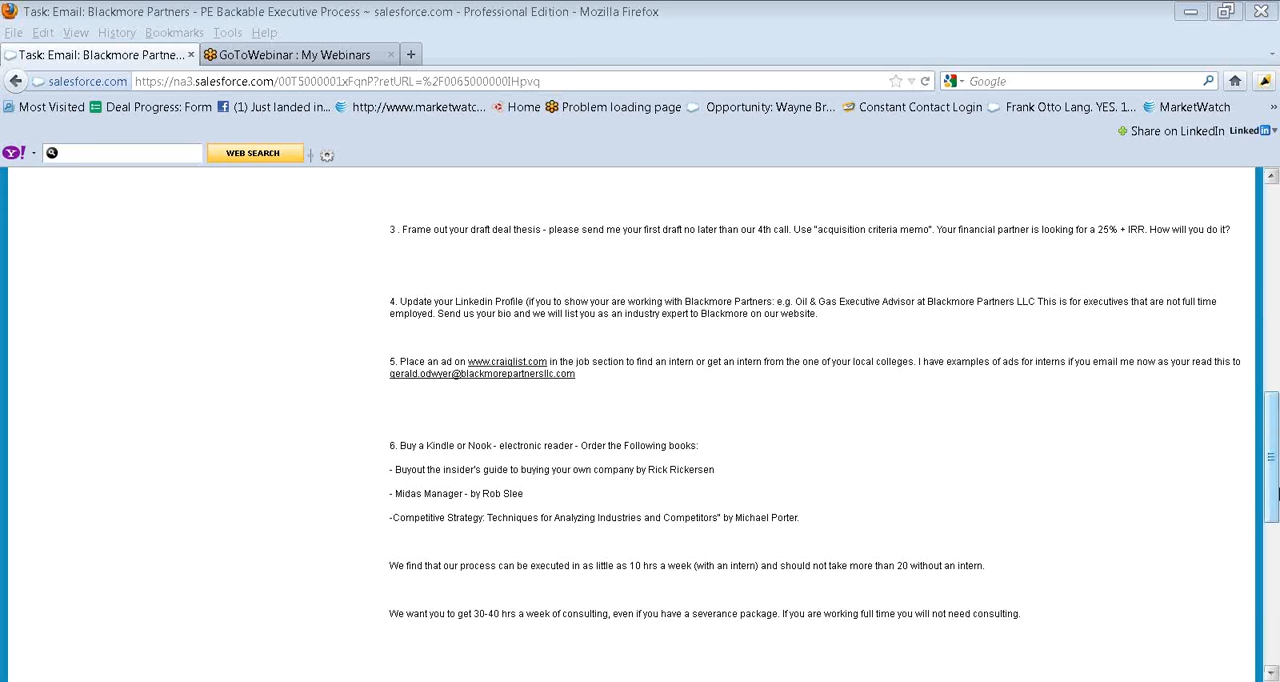 Task: Email: Blackmore Partners - PE Backable Executive Process ~ salesforce.com - Professional Edition - Mozilla Firefox
File Edit View History Bookmarks Tools Help
Task: Email: Blackmore Partne... × GoToWebinar : My Webinars × +
salesforce.com https://na3.salesforce.com/00T5000001xFqnP?retURL=%2F0065000000IHpvq Google
Most Visited Deal Progress: Form (1) Just landed in... http://www.marketwatc... Home Problem loading page Opportunity: Wayne Br... Constant Contact Login Frank Otto Lang. YES. 1... MarketWatch »
Share on LinkedIn Linked in
Y! WEB SEARCH
3 . Frame out your draft deal thesis - please send me your first draft no later than our 4th call. Use "acquisition criteria memo". Your financial partner is looking for a 25% + IRR. How will you do it?
4. Update your Linkedin Profile (if you to show your are working with Blackmore Partners: e.g. Oil & Gas Executive Advisor at Blackmore Partners LLC This is for executives that are not full time
employed. Send us your bio and we will list you as an industry expert to Blackmore on our website.
5. Place an ad on www.craiglist.com in the job section to find an intern or get an intern from the one of your local colleges. I have examples of ads for interns if you email me now as your read this to
gerald.odwyer@blackmorepartnersllc.com
6. Buy a Kindle or Nook - electronic reader - Order the Following books:
- Buyout the insider's guide to buying your own company by Rick Rickersen
- Midas Manager - by Rob Slee
-Competitive Strategy: Techniques for Analyzing Industries and Competitors" by Michael Porter.
We find that our process can be executed in as little as 10 hrs a week (with an intern) and should not take more than 20 without an intern.
We want you to get 30-40 hrs a week of consulting, even if you have a severance package. If you are working full time you will not need consulting.